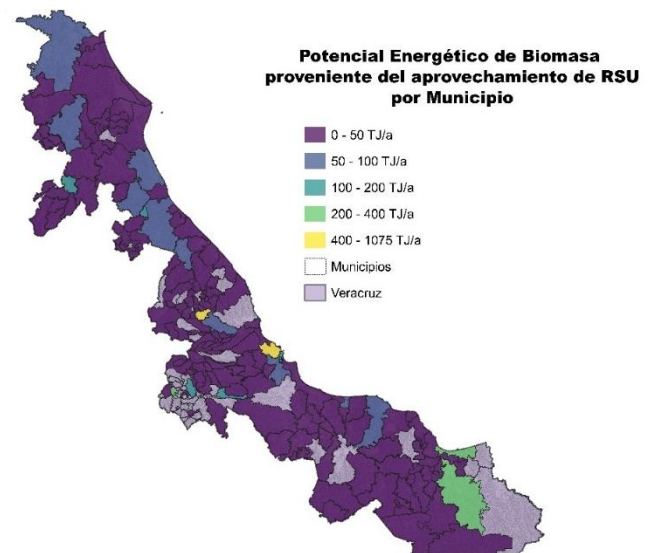 Potencial Energético de Biomasa
proveniente del aprovechamiento de RSU
por Municipio
0 - 50 TJ/a
50 - 100 TJ/a
100 - 200 TJ/a
200 - 400 TJ/a
400 - 1075 TJ/a
Municipios
Veracruz